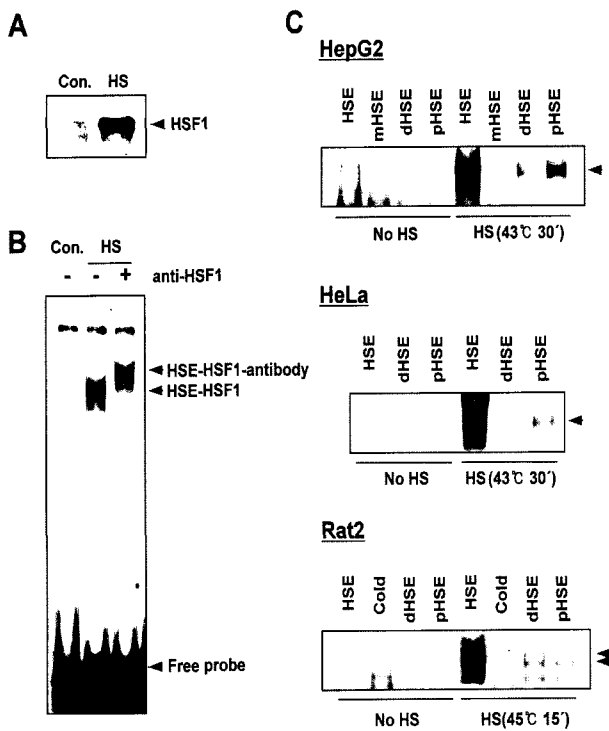 A
Con. HS
HSF1
B
Con. HS
- - + anti-HSF1
HSE-HSF1-antibody
HSE-HSF1
Free probe
C
HepG2
HSE mHSE dHSE pHSE HSE mHSE dHSE pHSE
No HS HS (43℃ 30´)
HeLa
HSE dHSE pHSE HSE dHSE pHSE
No HS HS (43℃ 30´)
Rat2
HSE Cold dHSE pHSE HSE Cold dHSE pHSE
No HS HS(45℃ 15´)